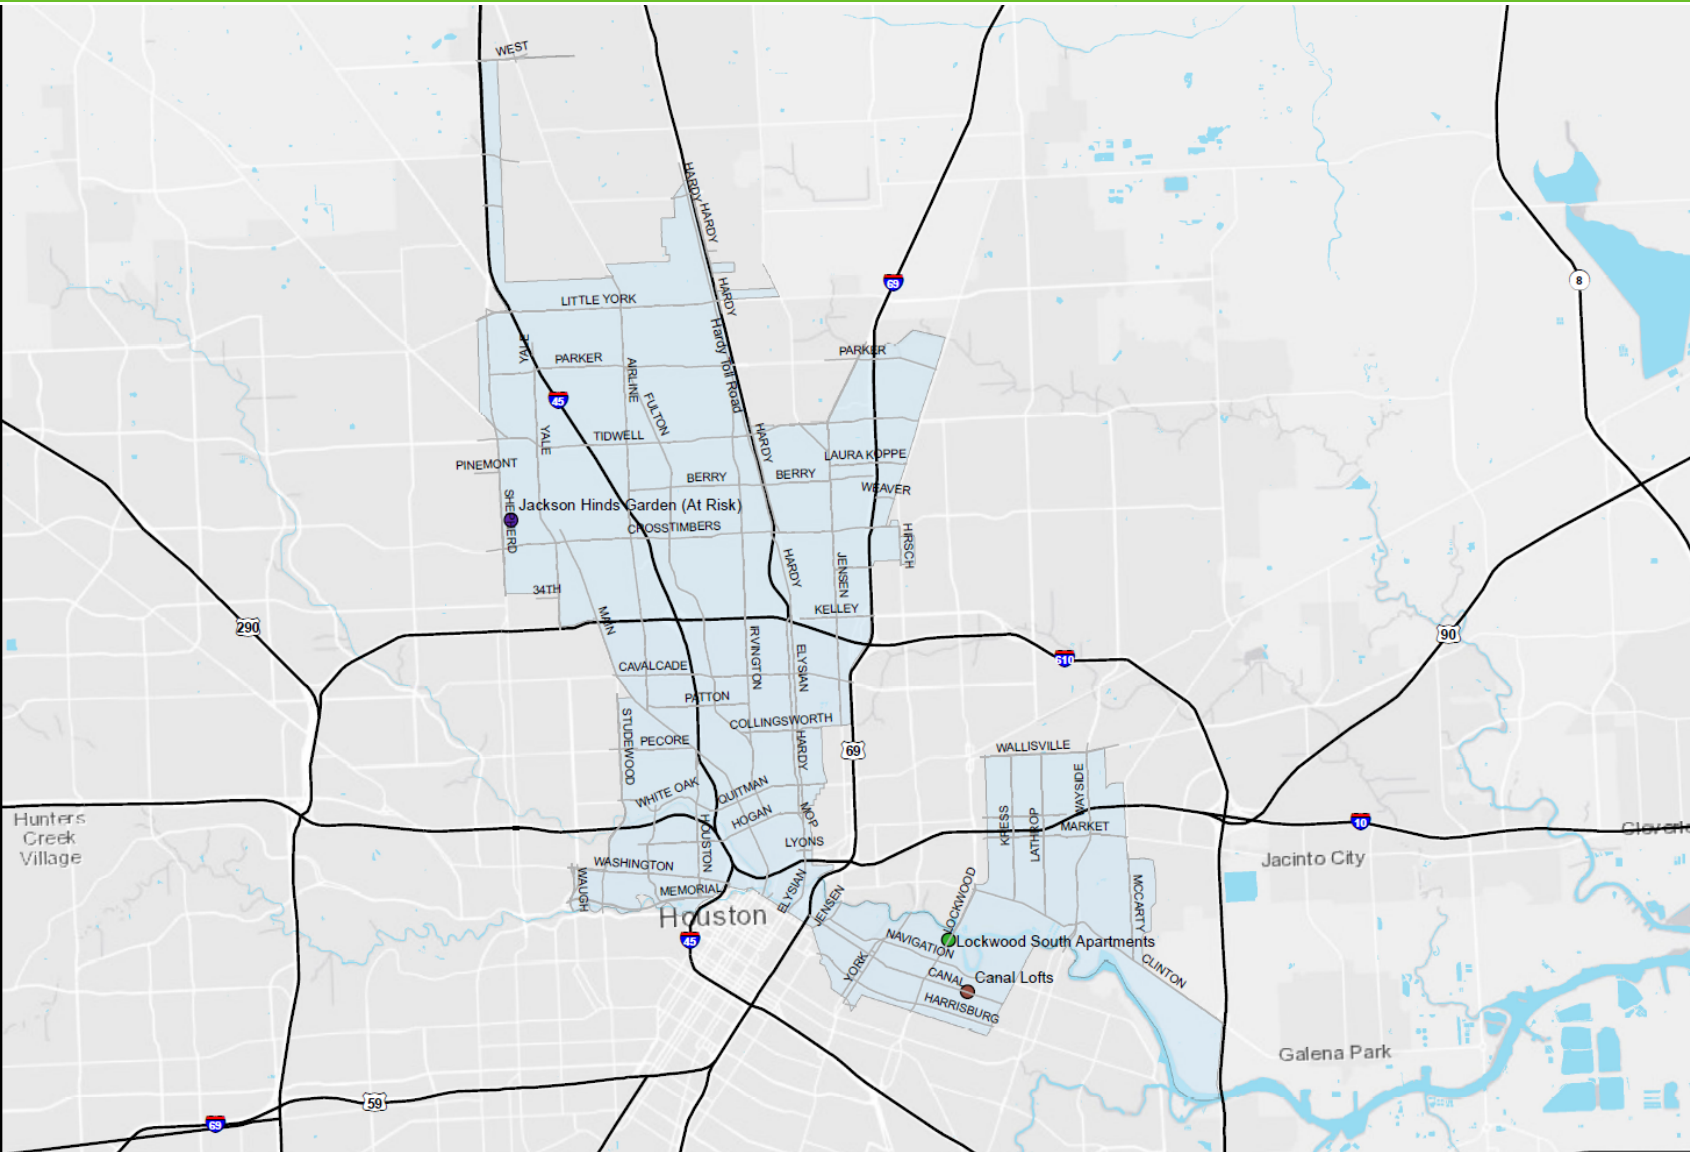 WEST
HARDY
HARDY
69
8
HARDY
LITTLE YORK
YALE
PARKER
PARKER
AIRLINE
Hardy Toll Road
45
FULTON
YALE
TIDWELL
HARDY
PINEMONT
LAURA KOPPE
BERRY
BERRY
WEAVER
SHEPHERD
Jackson Hinds Garden (At Risk)
CROSSTIMBERS
HIRSCH
HARDY
JENSEN
34TH
MAIN
KELLEY
290
90
IRVINGTON
ELYSIAN
610
CAVALCADE
PATTON
STUDEWOOD
COLLINGSWORTH
PECORE
HARDY
69
WALLISVILLE
WHITE OAK
QUITMAN
WAYSIDE
HOGAN
MOP
KRESS
LATHROP
MARKET
10
Hunters
Creek
Village
HOUSTON
LYONS
Jacinto City
WASHINGTON
WAUGH
MEMORIAL
ELYSIAN
JENSEN
LOCKWOOD
MCCARTY
Houston
45
NAVIGATION
Lockwood South Apartments
YORK
CANAL
Canal Lofts
CLINTON
HARRISBURG
Galena Park
59
69